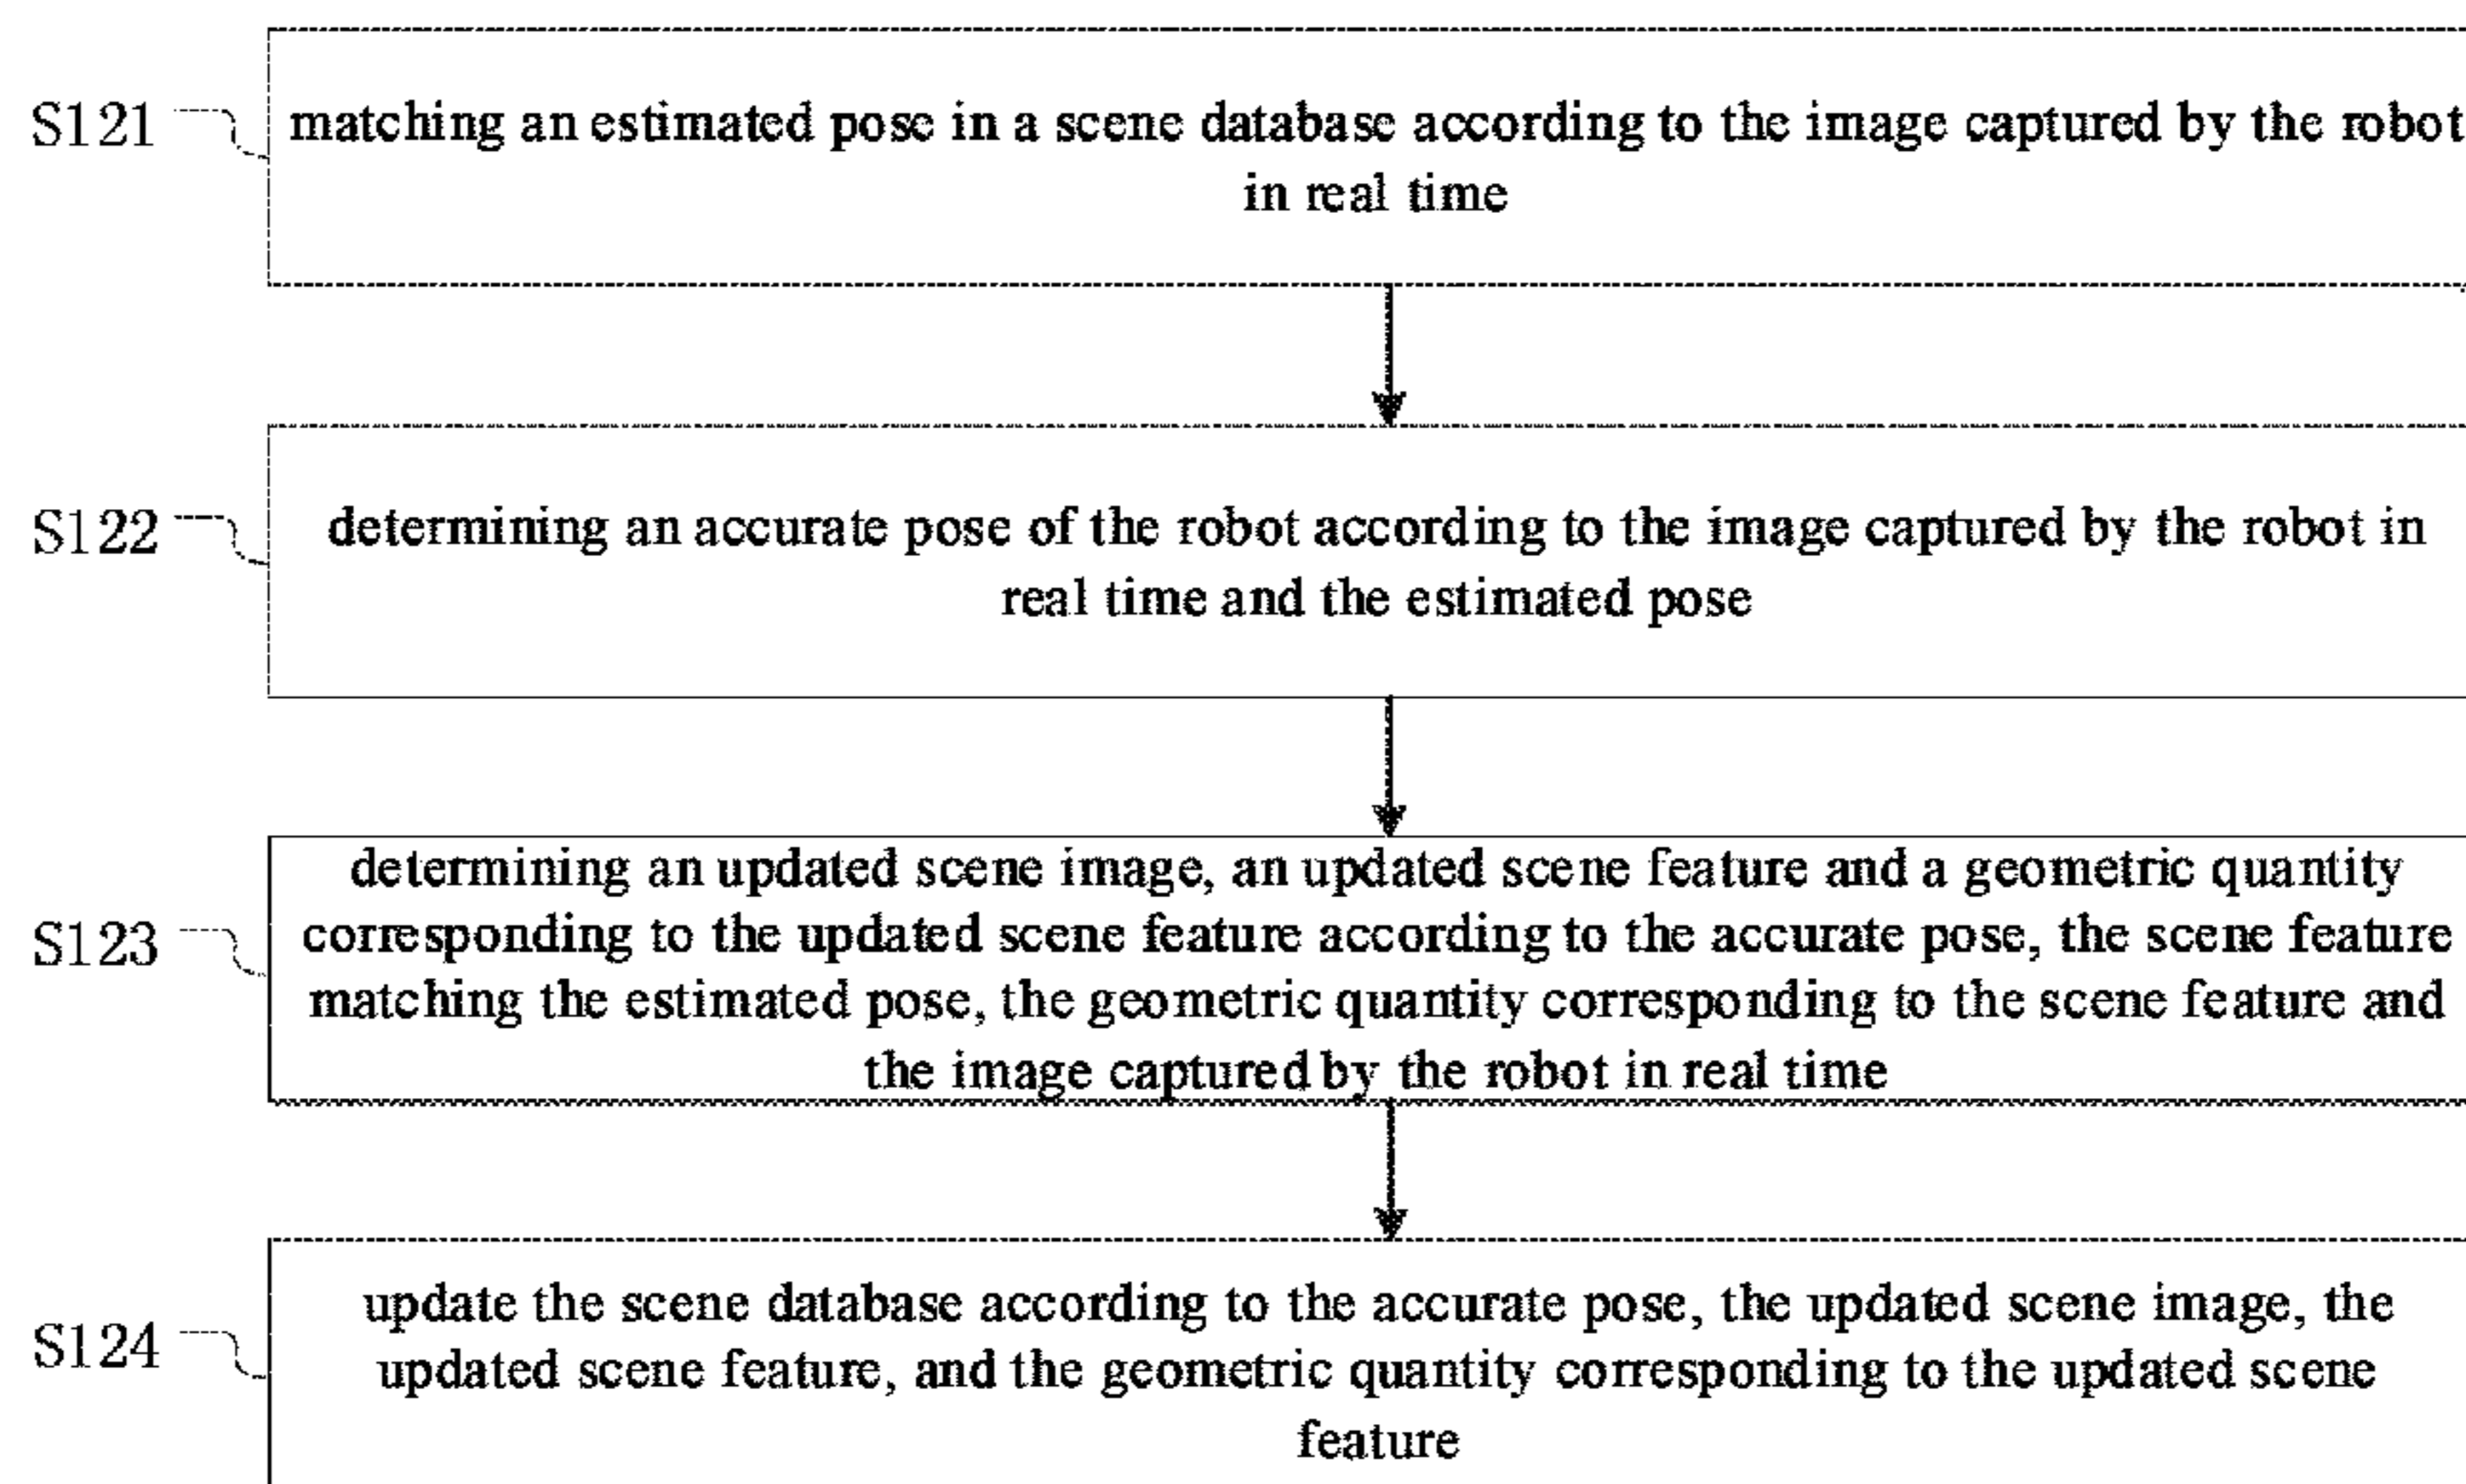 S121
matching an estimated pose in a scene database according to the image captured by the robot
in real time
S122
determining an accurate pose of the robot according to the image captured by the robot in
real time and the estimated pose
S123
determining an updated scene image, an updated scene feature and a geometric quantity
corresponding to the updated scene feature according to the accurate pose, the scene feature
matching the estimated pose, the geometric quantity corresponding to the scene feature and
the image captured by the robot in real time
S124
update the scene database according to the accurate pose, the updated scene image, the
updated scene feature, and the geometric quantity corresponding to the updated scene
feature